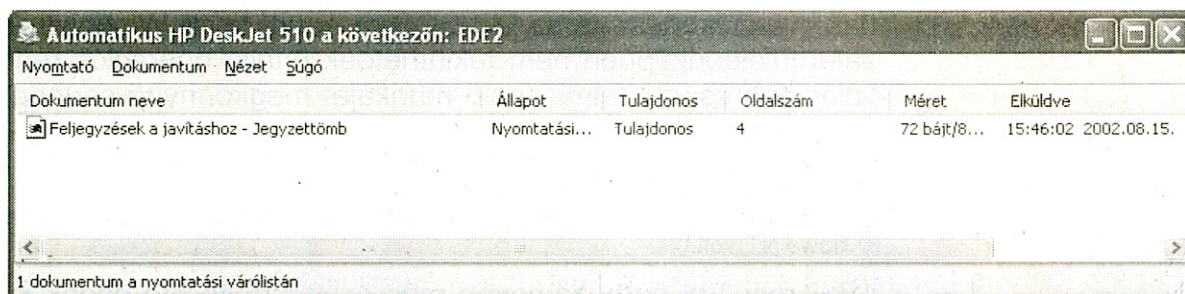 Automatikus HP DeskJet 510 a következőn: EDE2
Nyomtató Dokumentum Nézet Súgó
Dokumentum neve Állapot Tulajdonos Oldalszám Méret Elküldve
Feljegyzések a javításhoz - Jegyzettömb Nyomtatási... Tulajdonos 4 72 bájt/8... 15:46:02 2002.08.15.
1 dokumentum a nyomtatási várólistán